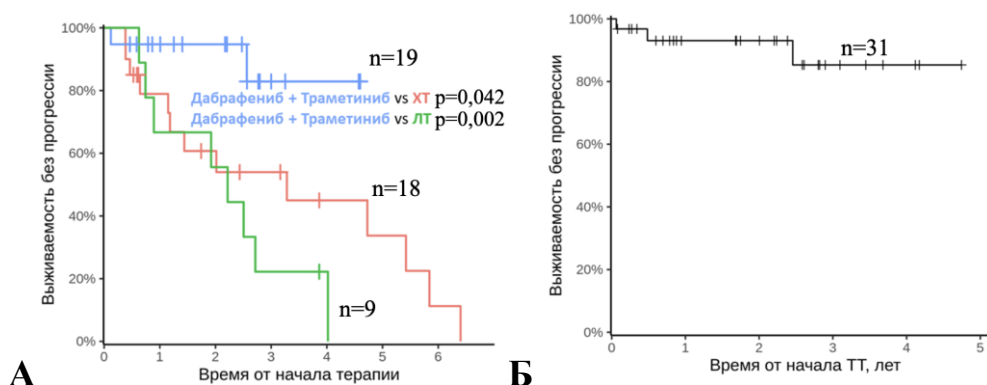 100%
80%
60%
40%
20%
0%
Выживаемость без прогрессии
n=19
Дабрафениб + Траметиниб vs ХТ p=0,042
Дабрафениб + Траметиниб vs ЛТ p=0,002
n=18
n=9
0 1 2 3 4 5 6
Время от начала терапии
А
100%
80%
60%
40%
20%
0%
Выживаемость без прогрессии
n=31
0 1 2 3 4 5
Время от начала ТТ, лет
Б